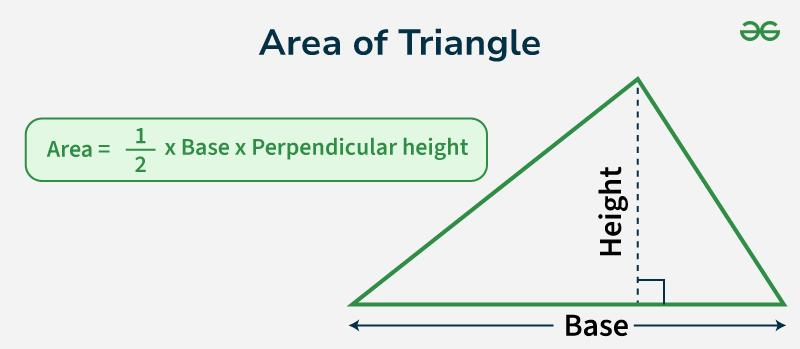 Area of Triangle
Area = 1/2 x Base x Perpendicular height
Height
Base